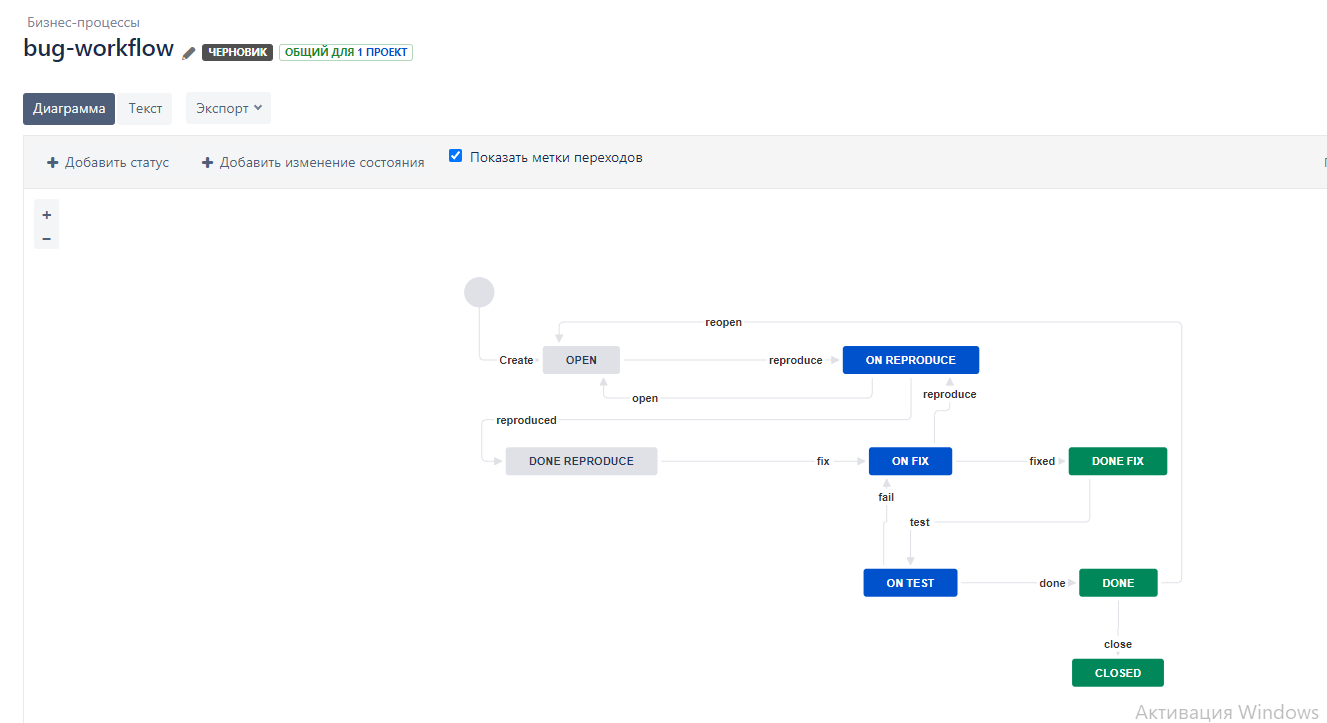 Бизнес-процессы
bug-workflow ЧЕРНОВИК ОБЩИЙ ДЛЯ 1 ПРОЕКТ
Диаграмма Текст Экспорт
+ Добавить статус + Добавить изменение состояния Показать метки переходов
+
−
reopen
Create OPEN reproduce ON REPRODUCE
reproduce
open
reproduced
DONE REPRODUCE fix ON FIX fixed DONE FIX
fail
test
ON TEST done DONE
close
CLOSED
Активация Windows